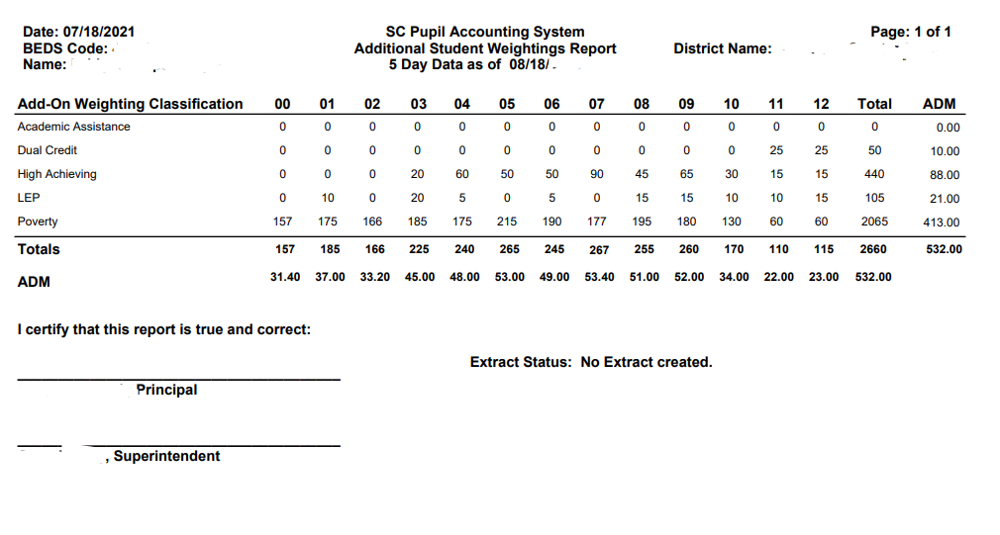 Date: 07/18/2021 SC Pupil Accounting System Page: 1 of 1
BEDS Code: Additional Student Weightings Report District Name:
Name: 5 Day Data as of 08/18/
Add-On Weighting Classification 00 01 02 03 04 05 06 07 08 09 10 11 12 Total ADM
Academic Assistance 0 0 0 0 0 0 0 0 0 0 0 0 0 0 0.00
Dual Credit 0 0 0 0 0 0 0 0 0 0 0 25 25 50 10.00
High Achieving 0 0 0 20 60 50 50 90 45 65 30 15 15 440 88.00
LEP 0 10 0 20 5 0 5 0 15 15 10 10 15 105 21.00
Poverty 157 175 166 185 175 215 190 177 195 180 130 60 60 2065 413.00
Totals 157 185 166 225 240 265 245 267 255 260 170 110 115 2660 532.00
ADM 31.40 37.00 33.20 45.00 48.00 53.00 49.00 53.40 51.00 52.00 34.00 22.00 23.00 532.00
I certify that this report is true and correct:
Extract Status: No Extract created.
Principal
, Superintendent